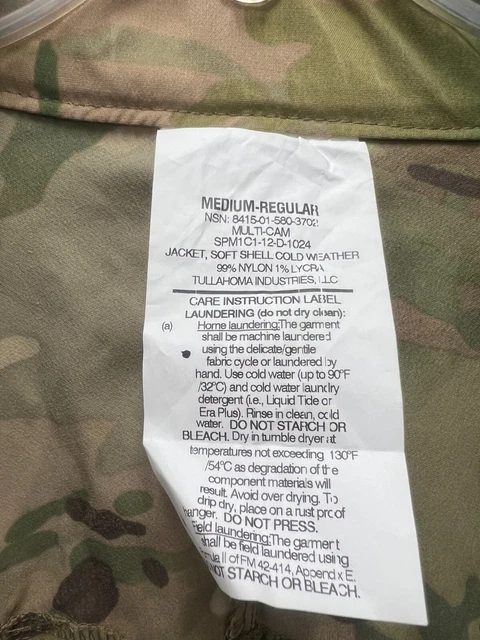 MEDIUM-REGULAR
NSN: 8415-01-580-3702
MULTI-CAM
SPM1C1-12-D-1024
JACKET, SOFT SHELL COLD WEATHER
99% NYLON 1% LYCRA
TULLAHOMA INDUSTRIES, LLC
CARE INSTRUCTION LABEL
LAUNDERING (do not dry clean):
(a) Home laundering:The garment
shall be machine laundered
using the delicate/gentile
fabric cycle or laundered by
hand. Use cold water (up to 90°F
/32°C) and cold water laundry
detergent (i.e., Liquid Tide or
Era Plus). Rinse in clean, cold
water. DO NOT STARCH OR
BLEACH. Dry in tumble dryer at
temperatures not exceeding 130°F
/54°C as degradation of the
component materials will
result. Avoid over drying. To
drip dry, place on a rust proof
hanger. DO NOT PRESS.
Field laundering:The garment
shall be field laundered using
II of FM 42-414, Appendix E.
NOT STARCH OR BLEACH.